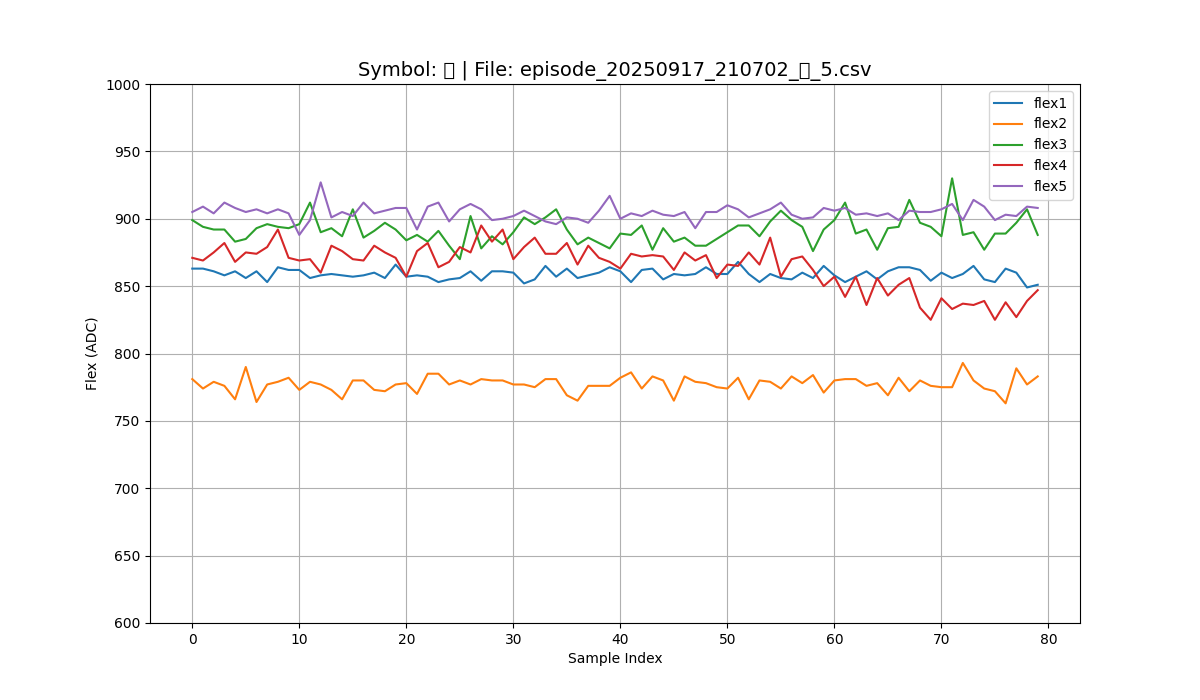 Symbol: | File: episode_20250917_210702_ _5.csv
1000
950
900
850
800
750
700
650
600
Flex (ADC)
flex1
flex2
flex3
flex4
flex5
0 10 20 30 40 50 60 70 80
Sample Index